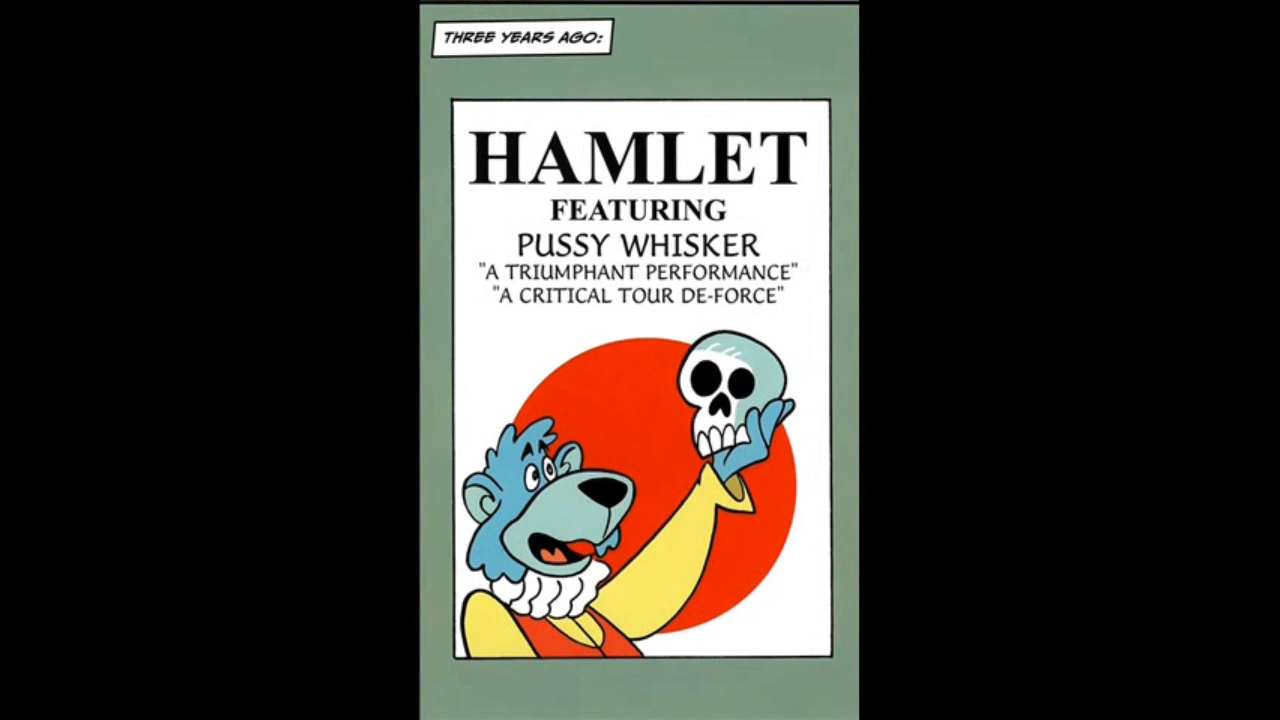 THREE YEARS AGO:
HAMLET
FEATURING
PUSSY WHISKER
"A TRIUMPHANT PERFORMANCE"
"A CRITICAL TOUR DE-FORCE"